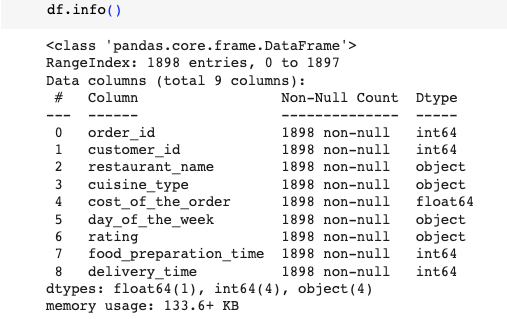 df.info()
<class 'pandas.core.frame.DataFrame'>
RangeIndex: 1898 entries, 0 to 1897
Data columns (total 9 columns):
 #   Column                 Non-Null Count  Dtype
---  ------                 --------------  -----
 0   order_id               1898 non-null   int64
 1   customer_id            1898 non-null   int64
 2   restaurant_name        1898 non-null   object
 3   cuisine_type           1898 non-null   object
 4   cost_of_the_order      1898 non-null   float64
 5   day_of_the_week        1898 non-null   object
 6   rating                 1898 non-null   object
 7   food_preparation_time  1898 non-null   int64
 8   delivery_time          1898 non-null   int64
dtypes: float64(1), int64(4), object(4)
memory usage: 133.6+ KB